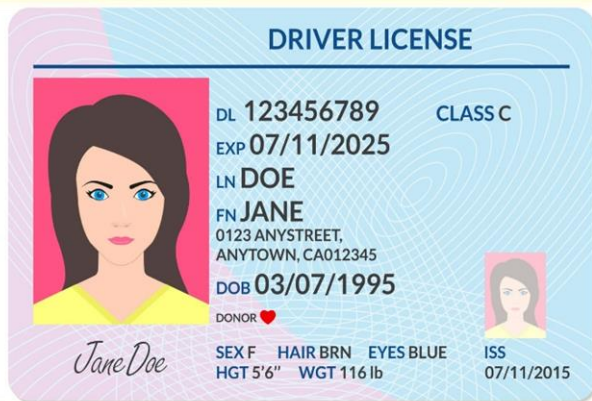 DRIVER LICENSE
DL 123456789 CLASS C
EXP 07/11/2025
LN DOE
FN JANE
0123 ANYSTREET,
ANYTOWN, CA012345
DOB 03/07/1995
DONOR
Jane Doe
SEX F HAIR BRN EYES BLUE ISS
HGT 5'6" WGT 116 lb 07/11/2015